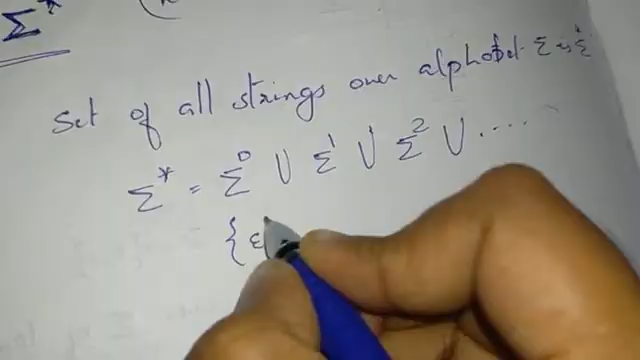 Σ*
Set of all strings over alphabet Σ is Σ*
Σ* = Σ⁰ ∪ Σ¹ ∪ Σ² ∪ ....
{ ε